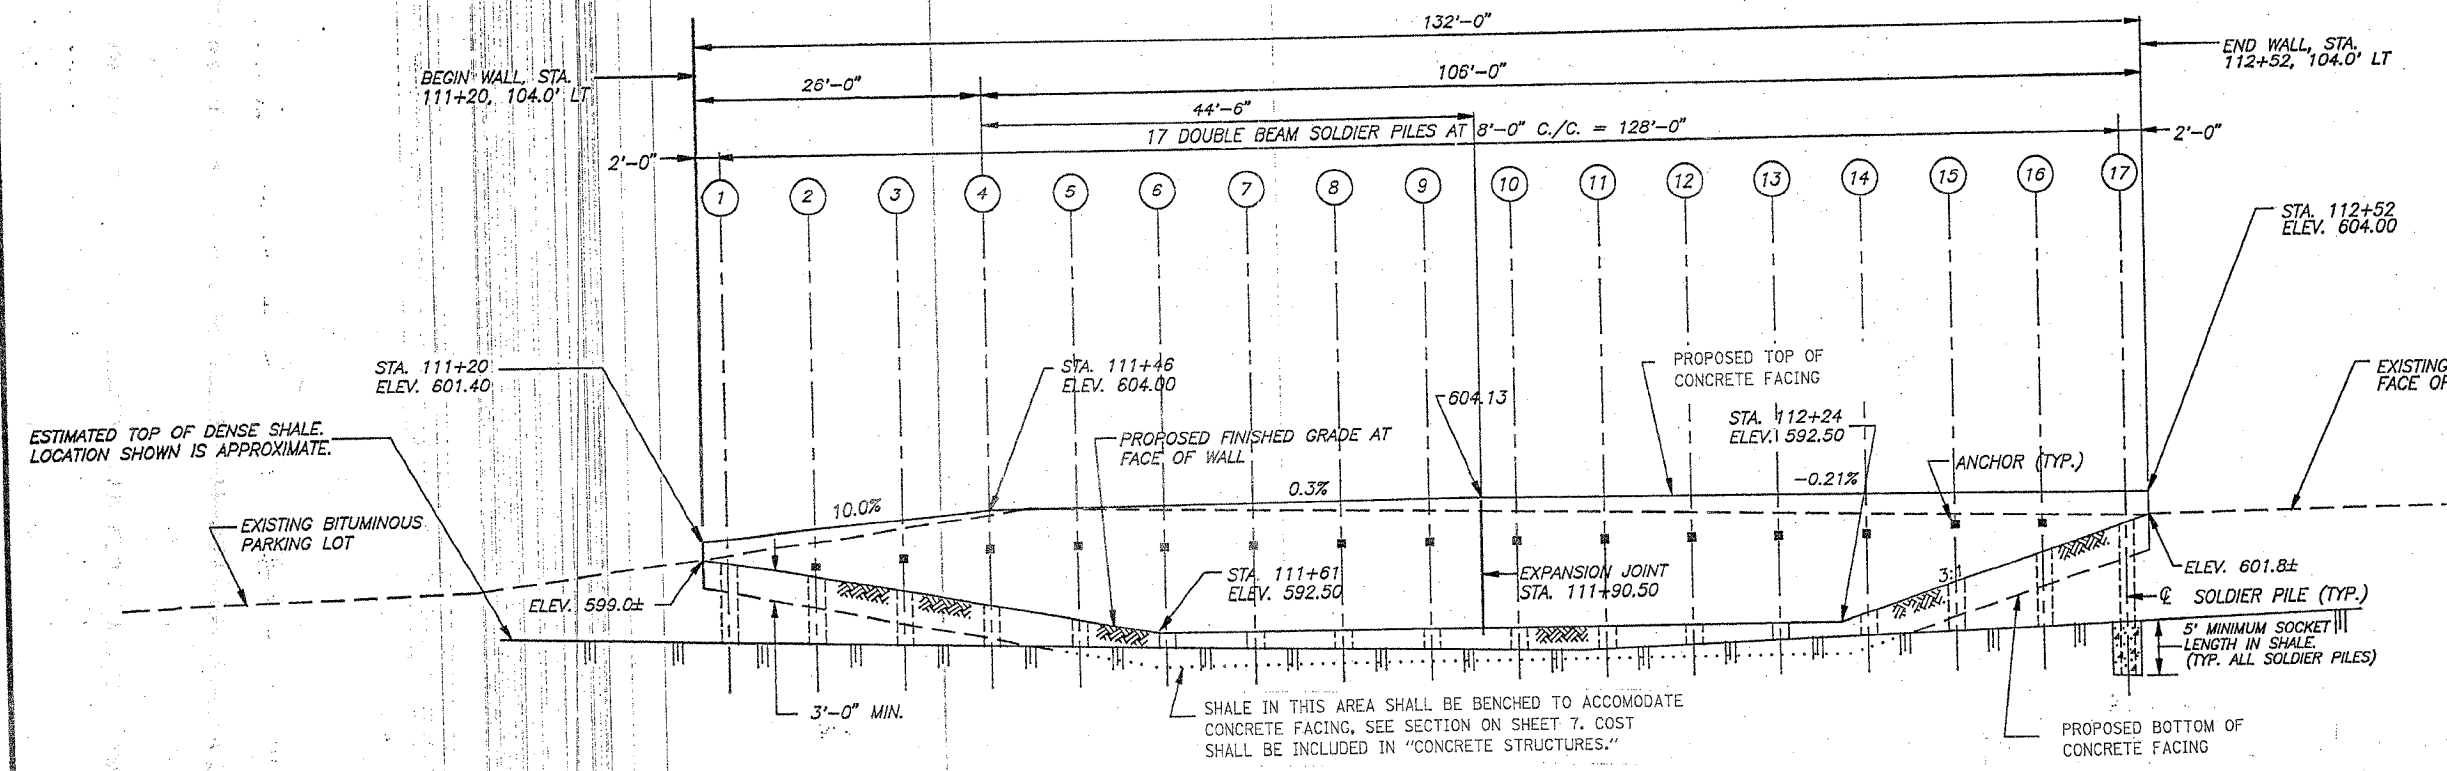 132'-0"
BEGIN WALL, STA.
111+20, 104.0' LT
END WALL, STA.
112+52, 104.0' LT
26'-0"
106'-0"
44'-6"
17 DOUBLE BEAM SOLDIER PILES AT 8'-0" C./C. = 128'-0"
2'-0"
2'-0"
1
2
3
4
5
6
7
8
9
10
11
12
13
14
15
16
17
STA. 112+52
ELEV. 604.00
STA. 111+20
ELEV. 601.40
STA. 111+46
ELEV. 604.00
604.13
PROPOSED TOP OF
CONCRETE FACING
STA. 112+24
ELEV. 592.50
EXISTING
FACE OF
ESTIMATED TOP OF DENSE SHALE.
LOCATION SHOWN IS APPROXIMATE.
PROPOSED FINISHED GRADE AT
FACE OF WALL
ANCHOR (TYP.)
10.0%
0.3%
-0.21%
EXISTING BITUMINOUS
PARKING LOT
STA. 111+61
ELEV. 592.50
EXPANSION JOINT
STA. 111+90.50
3:1
ELEV. 599.0±
ELEV. 601.8±
℄ SOLDIER PILE (TYP.)
5' MINIMUM SOCKET
LENGTH IN SHALE.
(TYP. ALL SOLDIER PILES)
3'-0" MIN.
SHALE IN THIS AREA SHALL BE BENCHED TO ACCOMODATE
CONCRETE FACING, SEE SECTION ON SHEET 7. COST
SHALL BE INCLUDED IN "CONCRETE STRUCTURES."
PROPOSED BOTTOM OF
CONCRETE FACING